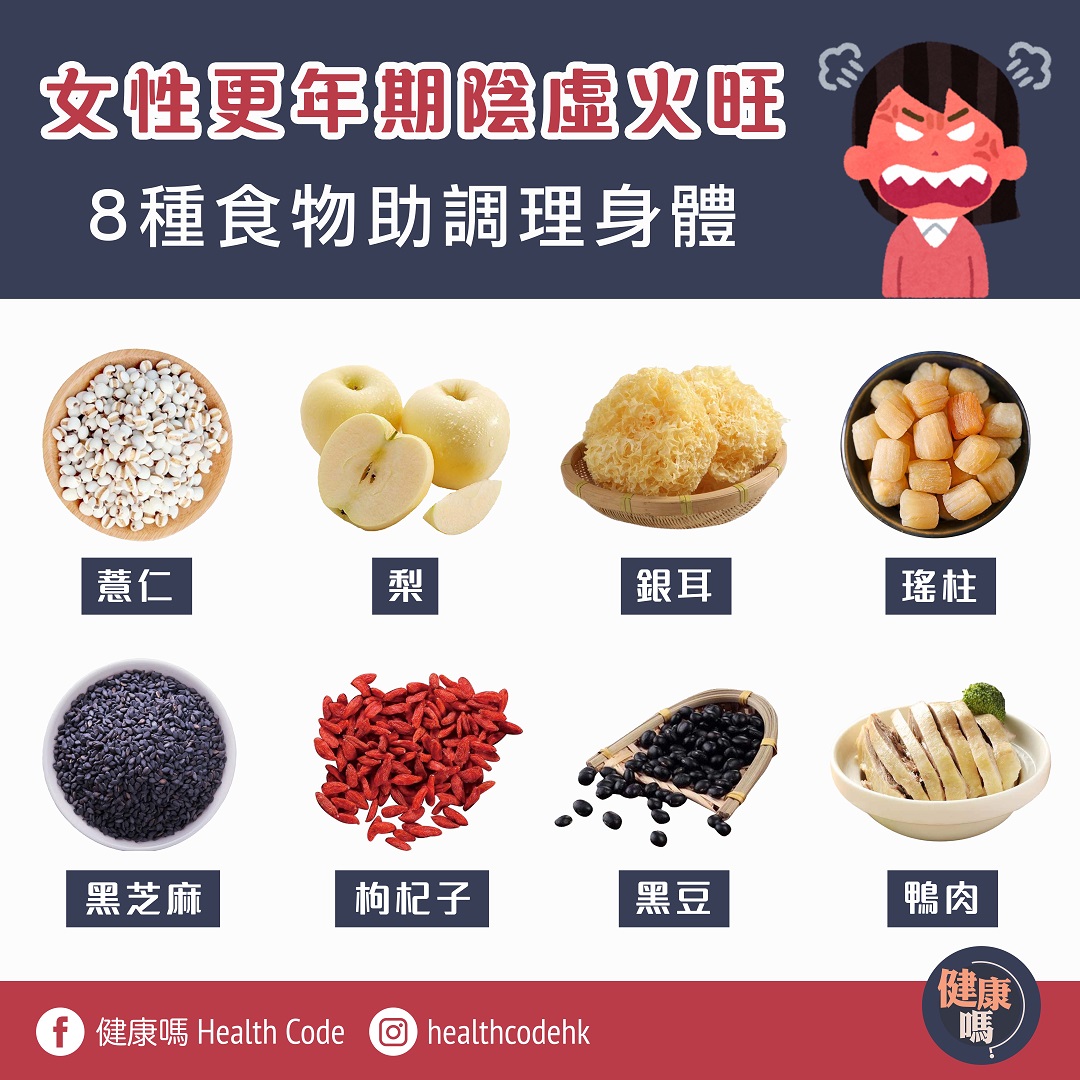 女性更年期陰虛火旺
8種食物助調理身體
薏仁
梨
銀耳
瑤柱
黑芝麻
枸杞子
黑豆
鴨肉
健康嗎 Health Code
healthcodehk
健康
嗎?